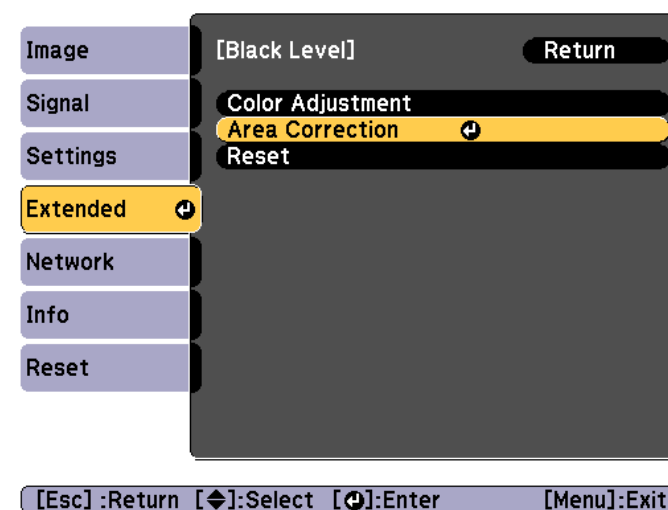 Image
Signal
Settings
Extended
Network
Info
Reset
[Black Level] Return
Color Adjustment
Area Correction
Reset
[Esc] :Return [◆]:Select [⏎]:Enter [Menu]:Exit